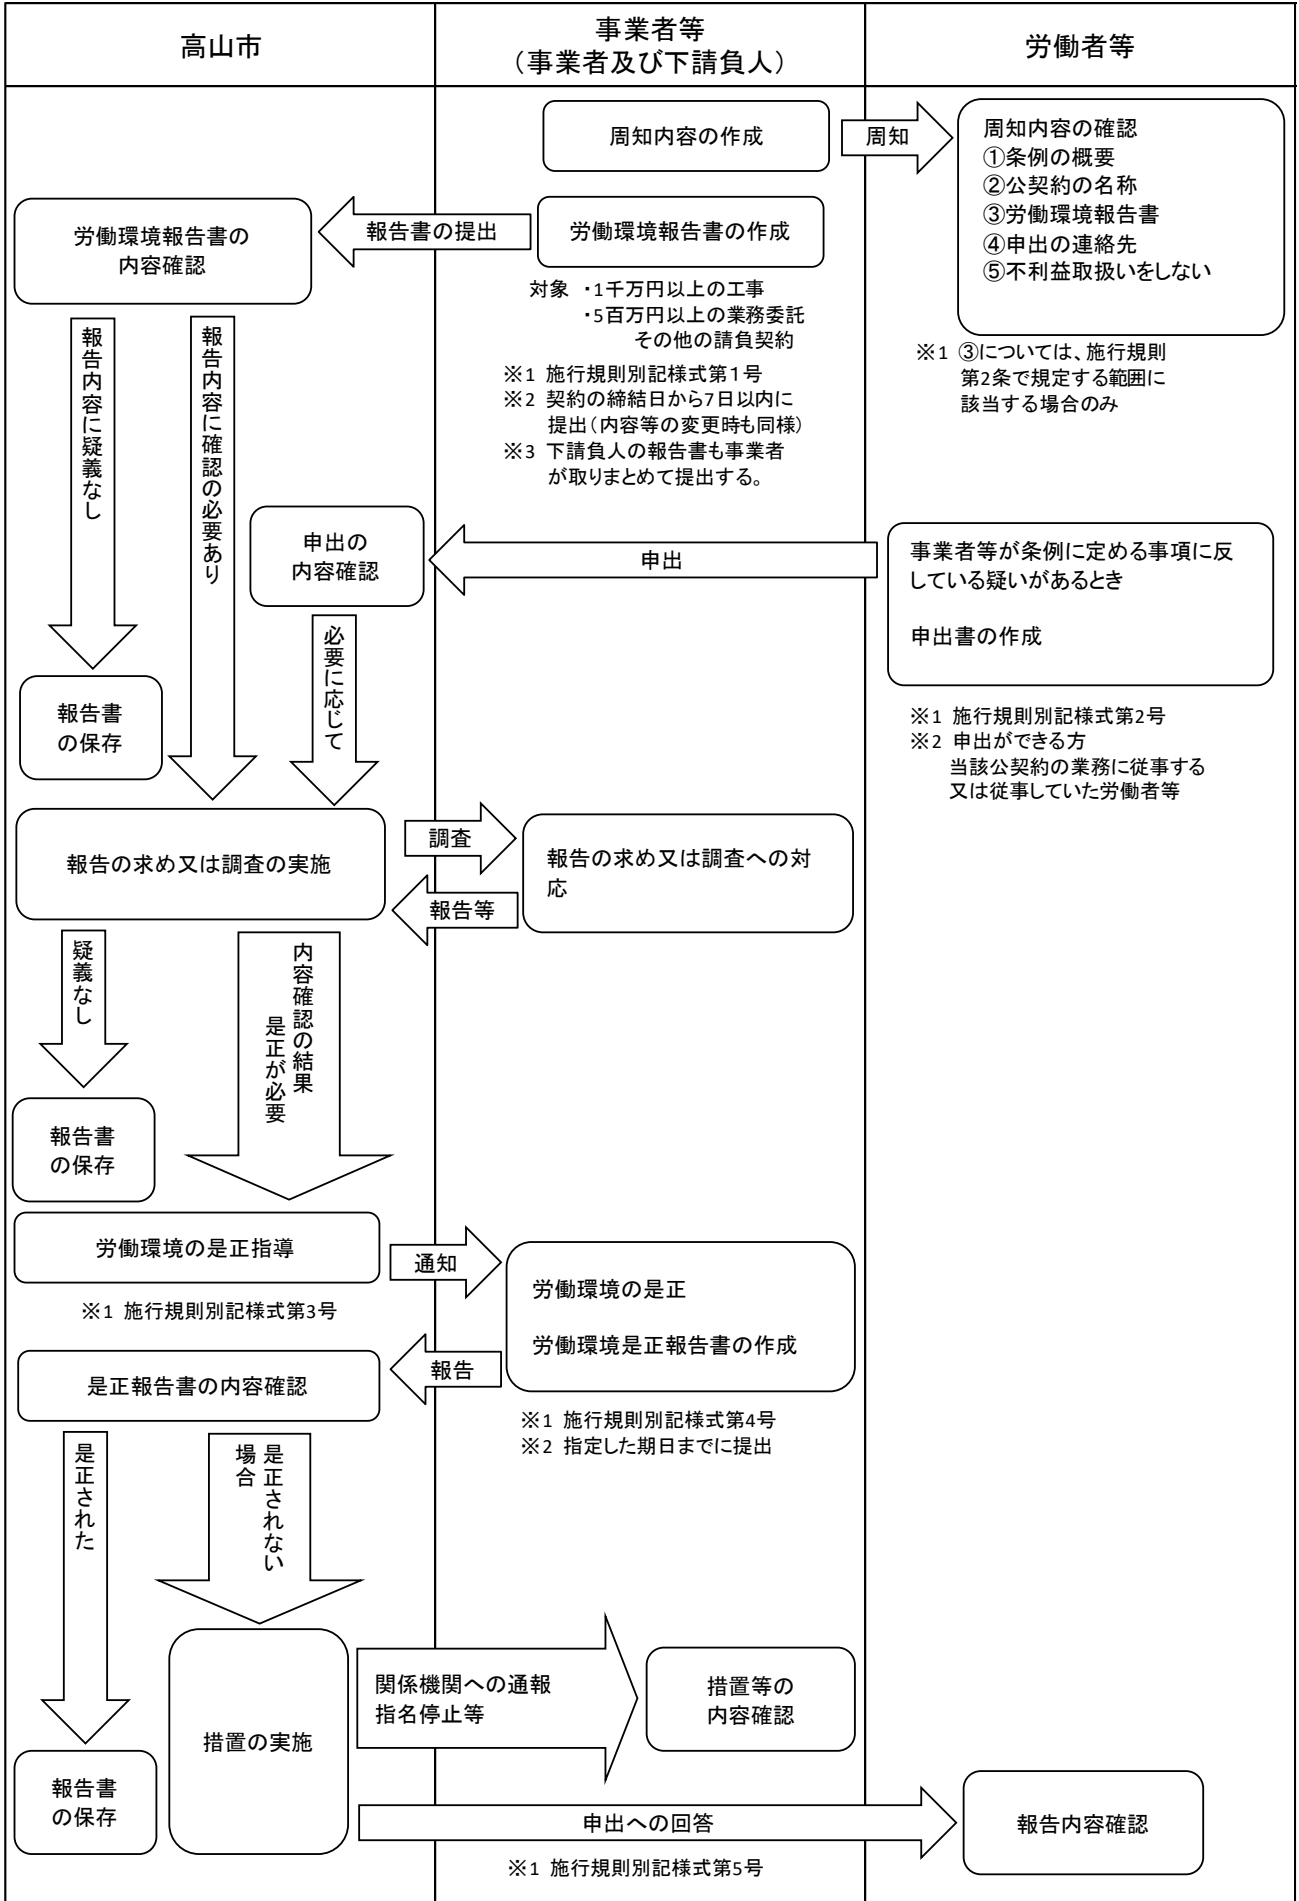 高山市
事業者等
（事業者及び下請負人）
労働者等
周知内容の作成
周知
周知内容の確認
①条例の概要
②公契約の名称
③労働環境報告書
④申出の連絡先
⑤不利益取扱いをしない
※1 ③については、施行規則
第2条で規定する範囲に
該当する場合のみ
労働環境報告書の
内容確認
報告書の提出
労働環境報告書の作成
対象 ・1千万円以上の工事
・5百万円以上の業務委託
その他の請負契約
※1 施行規則別記様式第1号
※2 契約の締結日から7日以内に
提出（内容等の変更時も同様）
※3 下請負人の報告書も事業者
が取りまとめて提出する。
報告内容に疑義なし
報告内容に確認の必要あり
申出の
内容確認
申出
事業者等が条例に定める事項に反
している疑いがあるとき
申出書の作成
※1 施行規則別記様式第2号
※2 申出ができる方
当該公契約の業務に従事する
又は従事していた労働者等
必要に応じて
報告書
の保存
報告の求め又は調査の実施
調査
報告等
報告の求め又は調査への対
応
疑義なし
内容確認の結果
是正が必要
報告書
の保存
労働環境の是正指導
※1 施行規則別記様式第3号
通知
労働環境の是正
労働環境是正報告書の作成
報告
是正報告書の内容確認
※1 施行規則別記様式第4号
※2 指定した期日までに提出
是正された
是正されない
場合
報告書
の保存
措置の実施
関係機関への通報
指名停止等
措置等の
内容確認
申出への回答
※1 施行規則別記様式第5号
報告内容確認